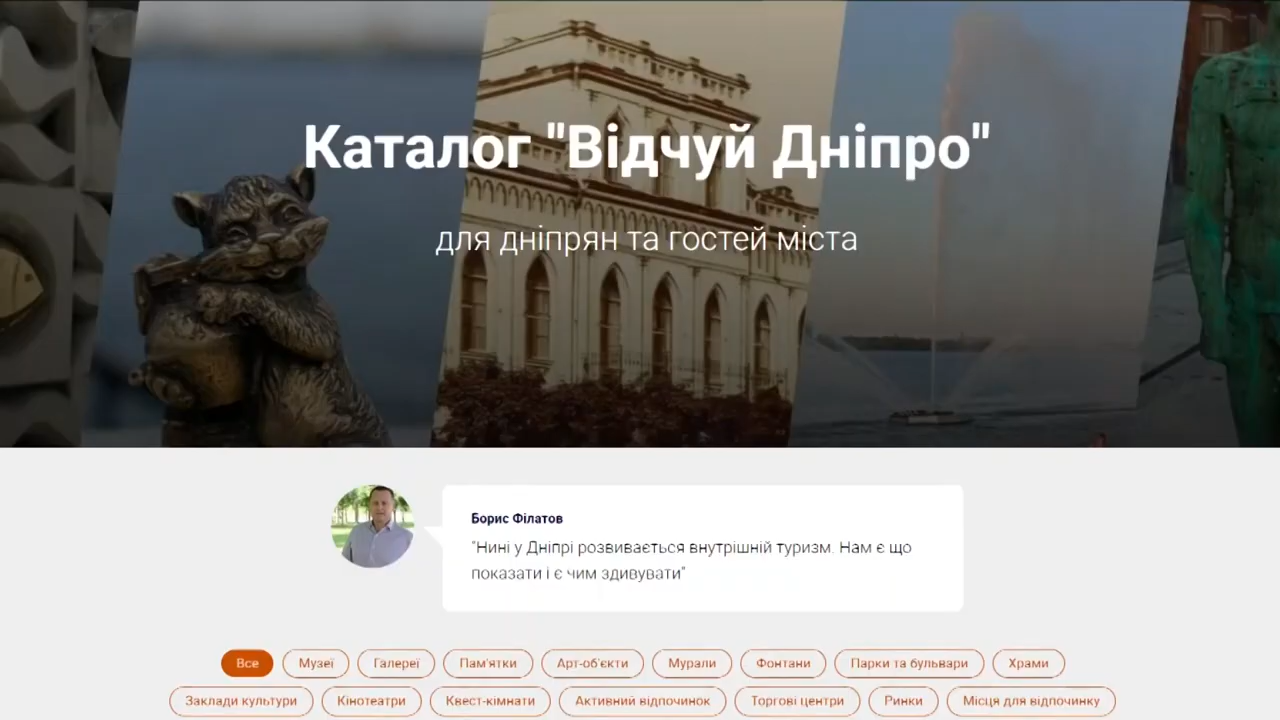 Каталог "Відчуй Дніпро"
для дніпрян та гостей міста
Борис Філатов
"Нині у Дніпрі розвивається внутрішній туризм. Нам є що
показати і є чим здивувати"
Все Музеї Галереї Пам'ятки Арт-об'єкти Мурали Фонтани Парки та бульвари Храми
Заклади культури Кінотеатри Квест-кімнати Активний відпочинок Торгові центри Ринки Місця для відпочинку